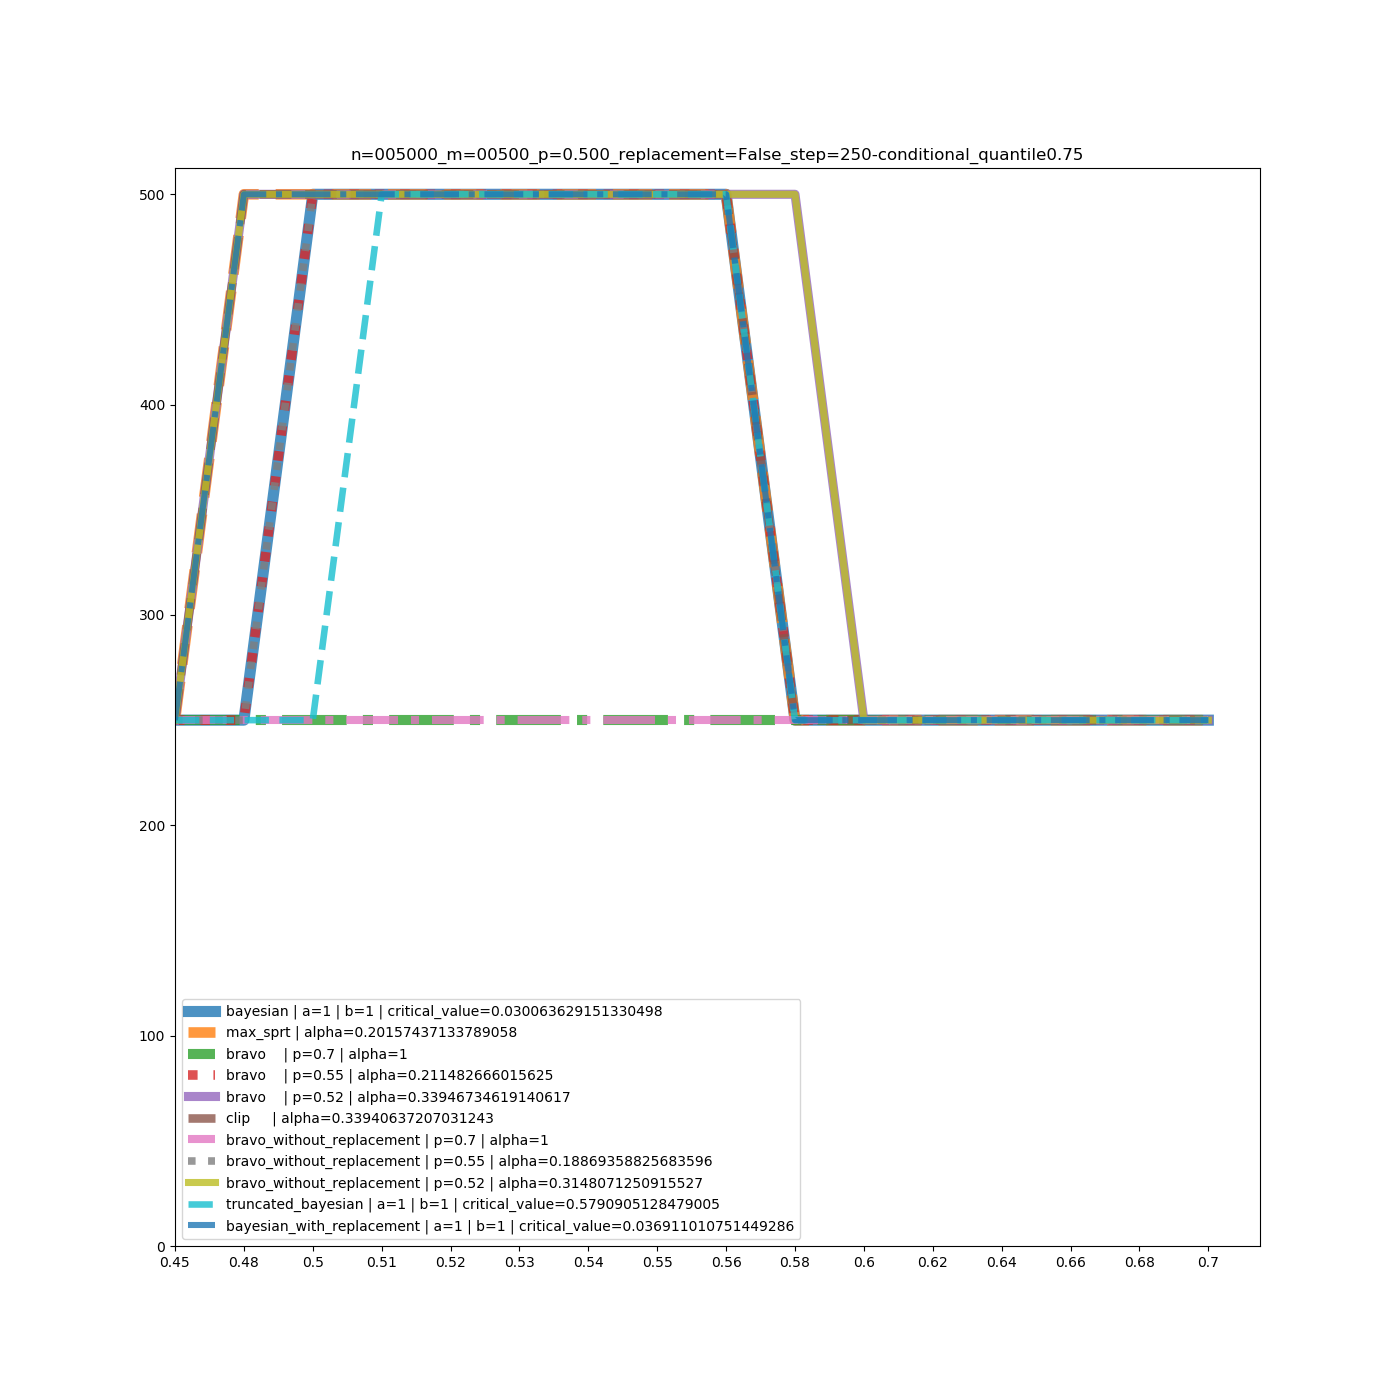 n=005000_m=00500_p=0.500_replacement=False_step=250-conditional_quantile0.75
500
400
300
200
100
0
bayesian | a=1 | b=1 | critical_value=0.030063629151330498
max_sprt | alpha=0.20157437133789058
bravo | p=0.7 | alpha=1
bravo | p=0.55 | alpha=0.211482666015625
bravo | p=0.52 | alpha=0.33946734619140617
clip | alpha=0.33940637207031243
bravo_without_replacement | p=0.7 | alpha=1
bravo_without_replacement | p=0.55 | alpha=0.18869358825683596
bravo_without_replacement | p=0.52 | alpha=0.3148071250915527
truncated_bayesian | a=1 | b=1 | critical_value=0.5790905128479005
bayesian_with_replacement | a=1 | b=1 | critical_value=0.036911010751449286
0.45 0.48 0.5 0.51 0.52 0.53 0.54 0.55 0.56 0.58 0.6 0.62 0.64 0.66 0.68 0.7